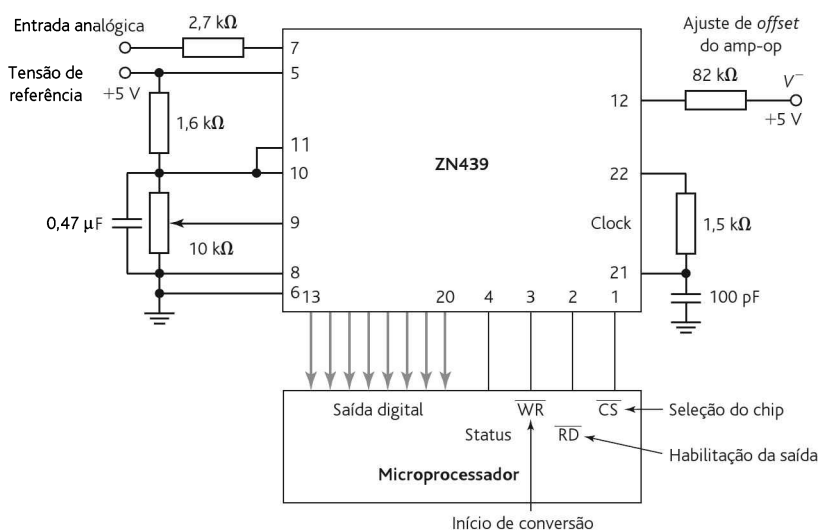 Entrada analógica
2,7 kΩ
7
Tensão de
referência
+5 V
5
1,6 kΩ
11
10
0,47 µF
9
10 kΩ
8
6
13
20
4
3
2
1
ZN439
Ajuste de offset
do amp-op
82 kΩ
V⁻
12
+5 V
22
Clock
1,5 kΩ
21
100 pF
Saída digital
W̅R̅
C̅S̅
Seleção do chip
Status
R̅D̅
Habilitação da saída
Microprocessador
Início de conversão